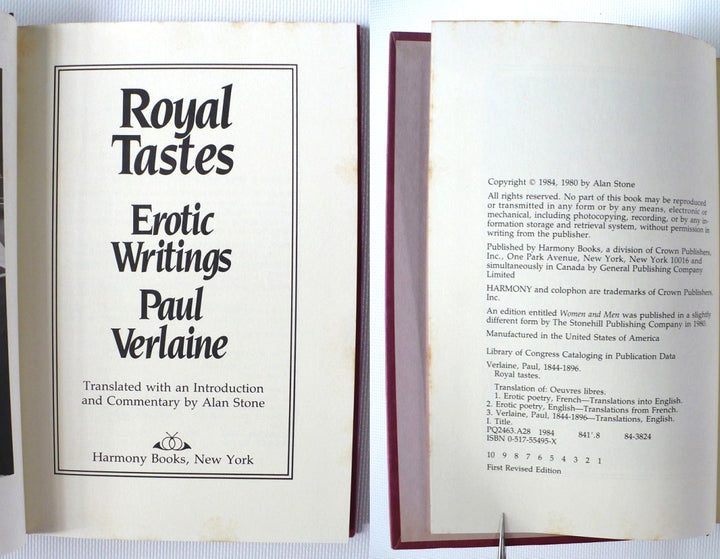 Royal
Tastes
Erotic
Writings
Paul
Verlaine
Translated with an Introduction
and Commentary by Alan Stone
Harmony Books, New York
Copyright © 1984, 1980 by Alan Stone
All rights reserved. No part of this book may be reproduced
or transmitted in any form or by any means, electronic or
mechanical, including photocopying, recording, or by any in-
formation storage and retrieval system, without permission in
writing from the publisher.
Published by Harmony Books, a division of Crown Publishers,
Inc., One Park Avenue, New York, New York 10016 and
simultaneously in Canada by General Publishing Company
Limited
HARMONY and colophon are trademarks of Crown Publishers,
Inc.
An edition entitled Women and Men was published in a slightly
different form by The Stonehill Publishing Company in 1980.
Manufactured in the United States of America
Library of Congress Cataloging in Publication Data
Verlaine, Paul, 1844-1896.
Royal tastes.
Translation of: Oeuvres libres.
1. Erotic poetry, French—Translations into English.
2. Erotic poetry, English—Translations from French.
3. Verlaine, Paul, 1844-1896—Translations, English.
I. Title.
PQ2463.A28 1984 841'.8 84-3824
ISBN 0-517-55495-X
10 9 8 7 6 5 4 3 2 1
First Revised Edition